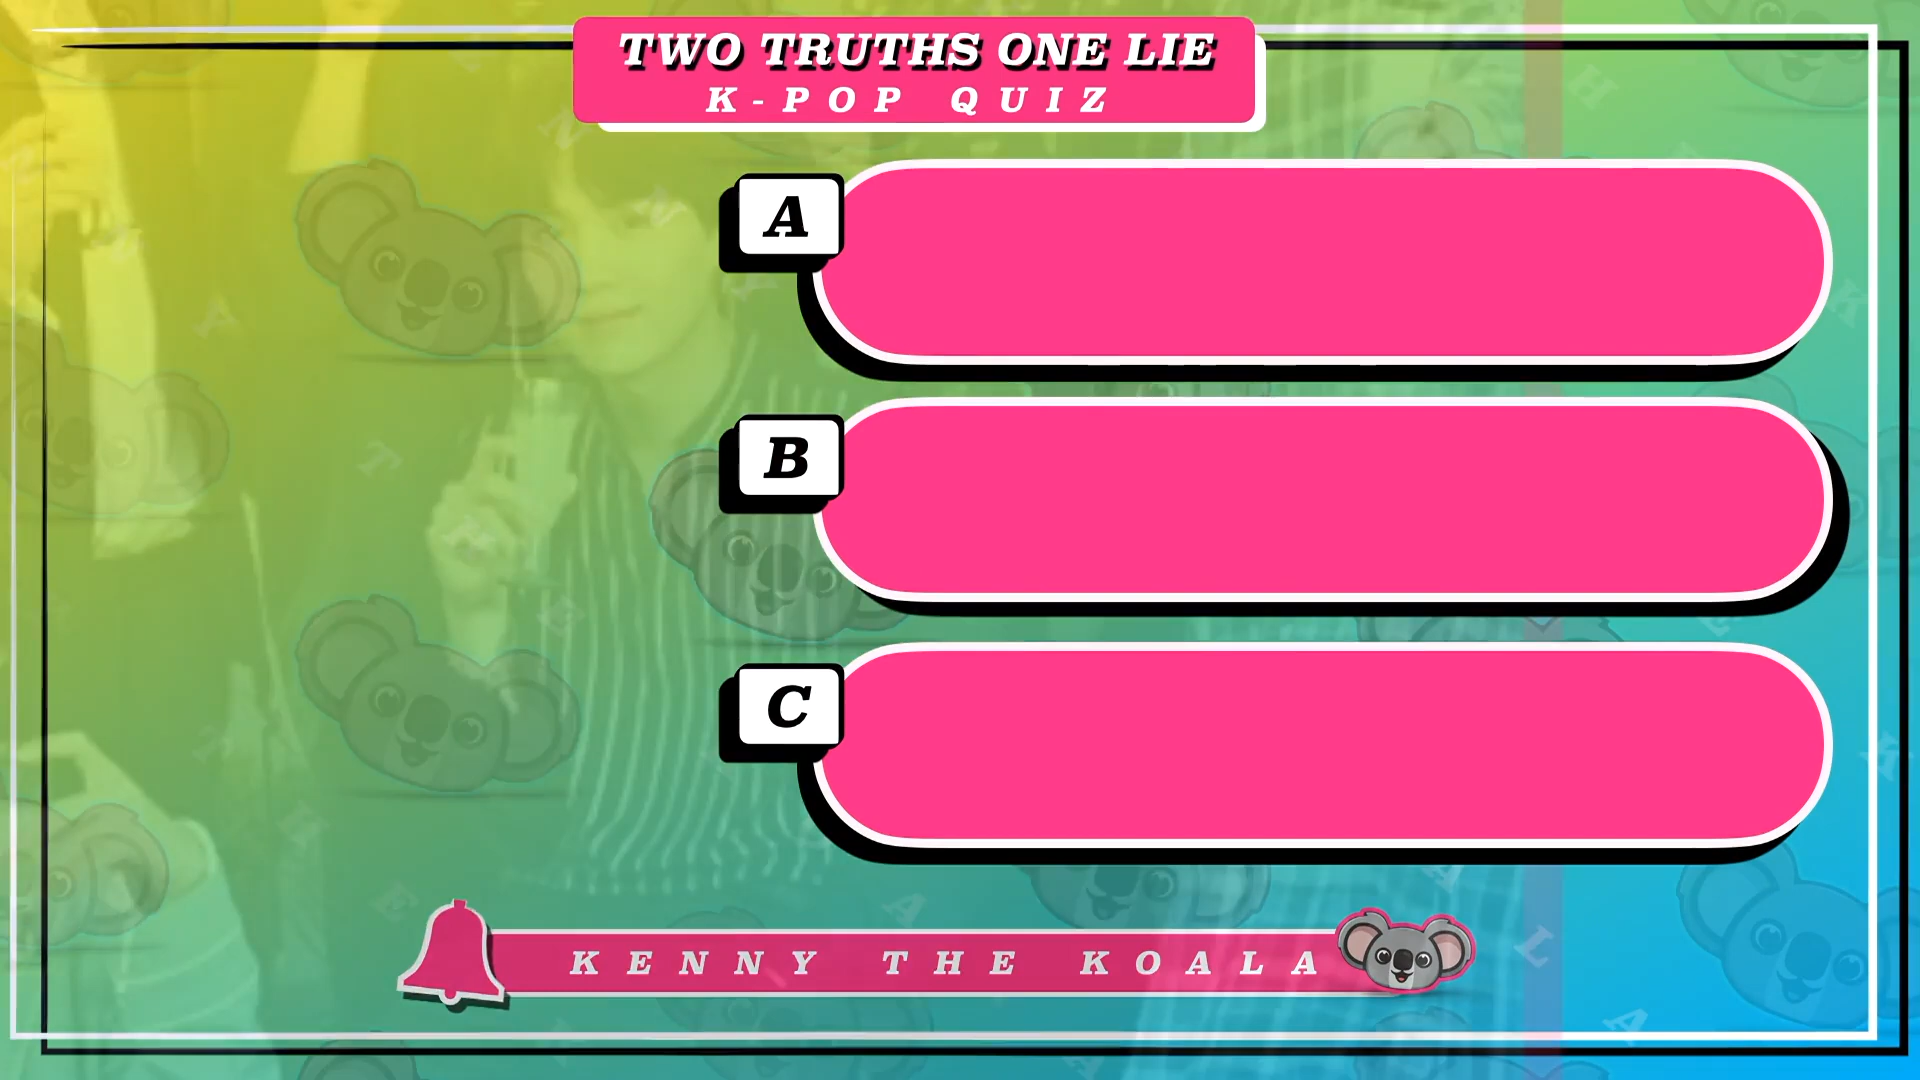 TWO TRUTHS ONE LIE
K-POP QUIZ
A
B
C
KENNY THE KOALA